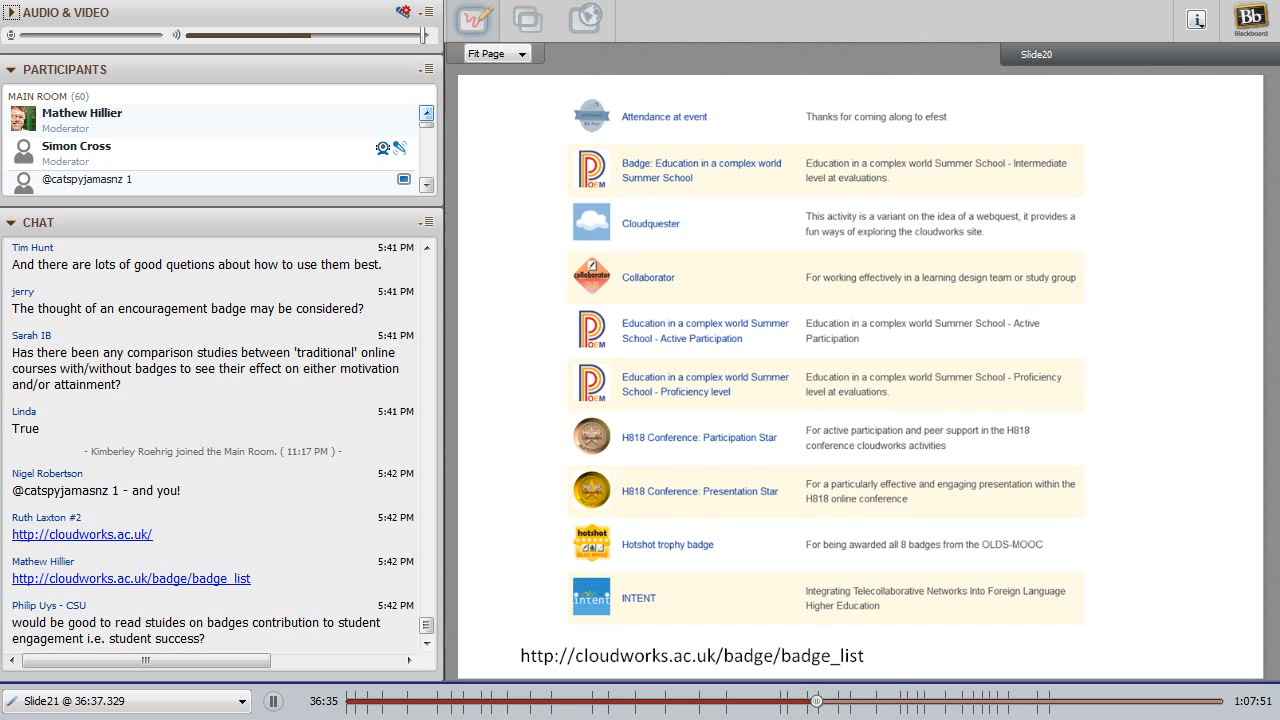 AUDIO & VIDEO
PARTICIPANTS
MAIN ROOM (60)
Mathew Hillier
Moderator
Simon Cross
Moderator
@catspyjamasnz 1
CHAT
Tim Hunt 5:41 PM
And there are lots of good quetions about how to use them best.
jerry 5:41 PM
The thought of an encouragement badge may be considered?
Sarah IB 5:41 PM
Has there been any comparison studies between 'traditional' online
courses with/without badges to see their effect on either motivation
and/or attainment?
Linda 5:41 PM
True
- Kimberley Roehrig joined the Main Room. ( 11:17 PM ) -
Nigel Robertson 5:42 PM
@catspyjamasnz 1 - and you!
Ruth Laxton #2 5:42 PM
http://cloudworks.ac.uk/
Mathew Hillier 5:42 PM
http://cloudworks.ac.uk/badge/badge_list
Philip Uys - CSU 5:42 PM
would be good to read studies on badges contribution to student
engagement i.e. student success?
Slide21 @ 36:37.329
36:35
1:07:51
Fit Page
Slide20
Bb
Blackboard
Attendance at event Thanks for coming along to efest
POEM
Badge: Education in a complex world Education in a complex world Summer School - Intermediate
Summer School level at evaluations.
Cloudquester This activity is a variant on the idea of a webquest, it provides a
fun ways of exploring the cloudworks site.
collaborator
Collaborator For working effectively in a learning design team or study group
POEM
Education in a complex world Summer Education in a complex world Summer School - Active
School - Active Participation Participation
POEM
Education in a complex world Summer Education in a complex world Summer School - Proficiency
School - Proficiency level level at evaluations.
H818 Conference: Participation Star For active participation and peer support in the H818
conference cloudworks activities
H818 Conference: Presentation Star For a particularly effective and engaging presentation within the
H818 online conference
hotshot
OLDS-MOOC
Hotshot trophy badge For being awarded all 8 badges from the OLDS-MOOC
intent
INTENT Integrating Telecollaborative Networks Into Foreign Language
Higher Education
http://cloudworks.ac.uk/badge/badge_list